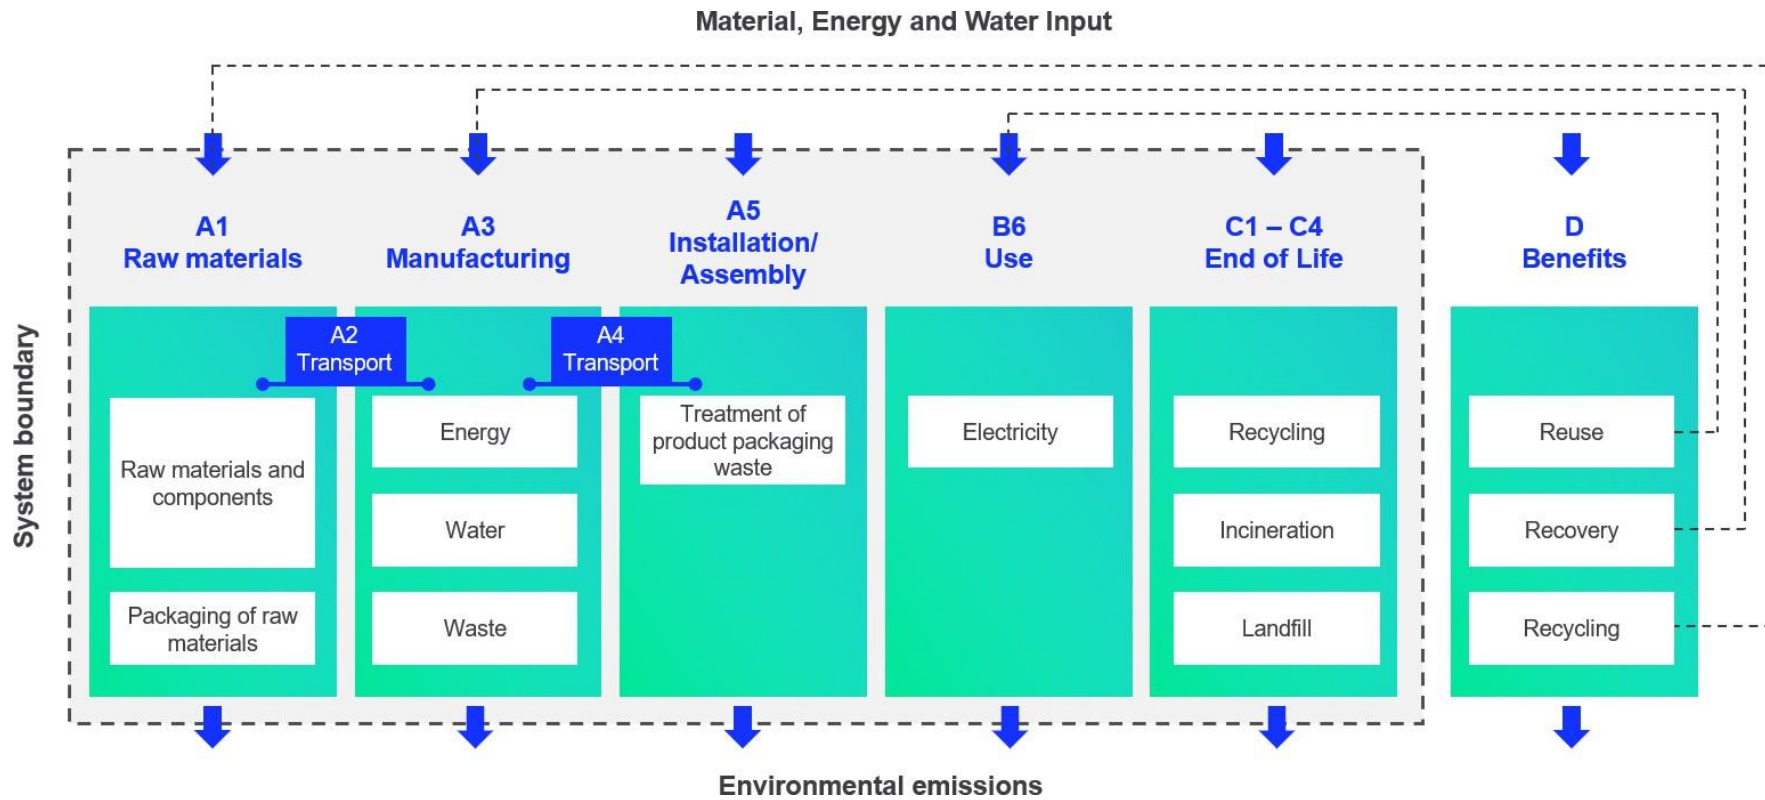 Material, Energy and Water Input
System boundary
A1
Raw materials
A3
Manufacturing
A5
Installation/
Assembly
B6
Use
C1 – C4
End of Life
D
Benefits
A2
Transport
A4
Transport
Raw materials and
components
Packaging of raw
materials
Energy
Water
Waste
Treatment of
product packaging
waste
Electricity
Recycling
Incineration
Landfill
Reuse
Recovery
Recycling
Environmental emissions